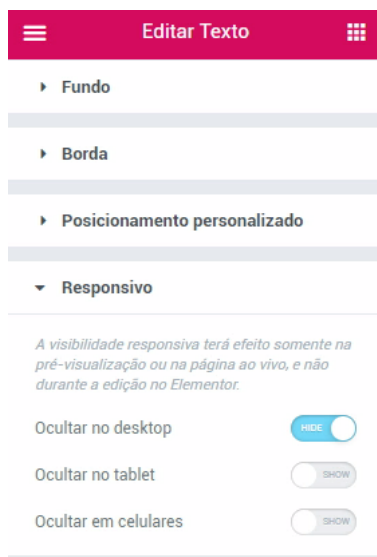 Editar Texto
Fundo
Borda
Posicionamento personalizado
Responsivo
A visibilidade responsiva terá efeito somente na
pré-visualização ou na página ao vivo, e não
durante a edição no Elementor.
Ocultar no desktop HIDE
Ocultar no tablet SHOW
Ocultar em celulares SHOW